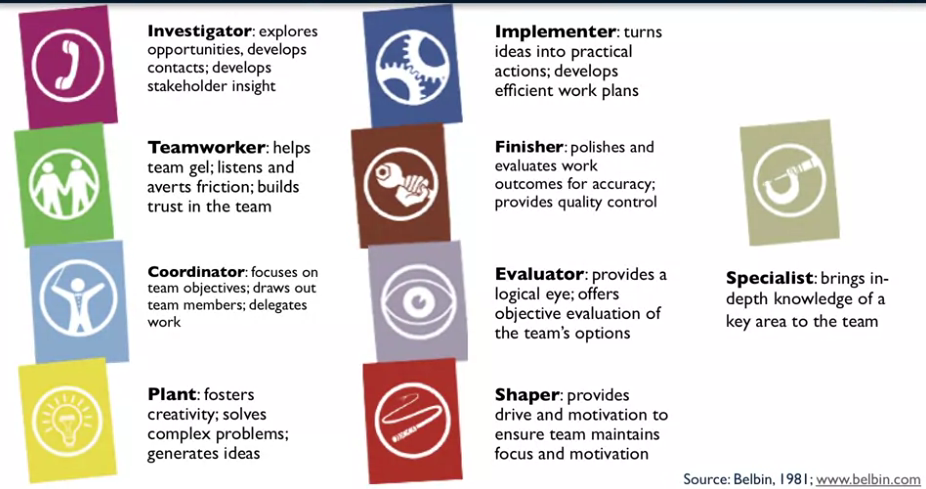 Investigator: explores
opportunities, develops
contacts; develops
stakeholder insight
Teamworker: helps
team gel; listens and
averts friction; builds
trust in the team
Coordinator: focuses on
team objectives; draws out
team members; delegates
work
Plant: fosters
creativity; solves
complex problems;
generates ideas
Implementer: turns
ideas into practical
actions; develops
efficient work plans
Finisher: polishes and
evaluates work
outcomes for accuracy;
provides quality control
Evaluator: provides a
logical eye; offers
objective evaluation of
the team's options
Shaper: provides
drive and motivation to
ensure team maintains
focus and motivation
Specialist: brings in-
depth knowledge of a
key area to the team
Source: Belbin, 1981; www.belbin.com